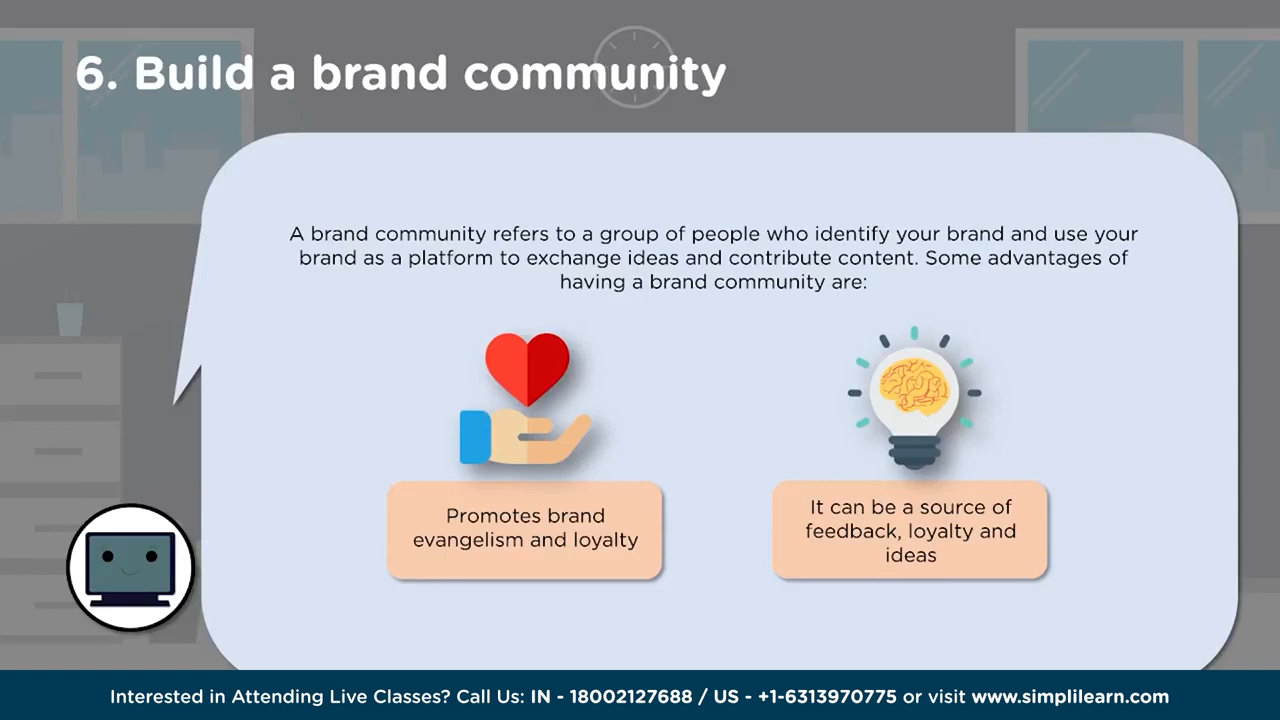 6. Build a brand community
A brand community refers to a group of people who identify your brand and use your
brand as a platform to exchange ideas and contribute content. Some advantages of
having a brand community are:
Promotes brand
evangelism and loyalty
It can be a source of
feedback, loyalty and
ideas
Interested in Attending Live Classes? Call Us: IN - 18002127688 / US - +1-6313970775 or visit www.simplilearn.com